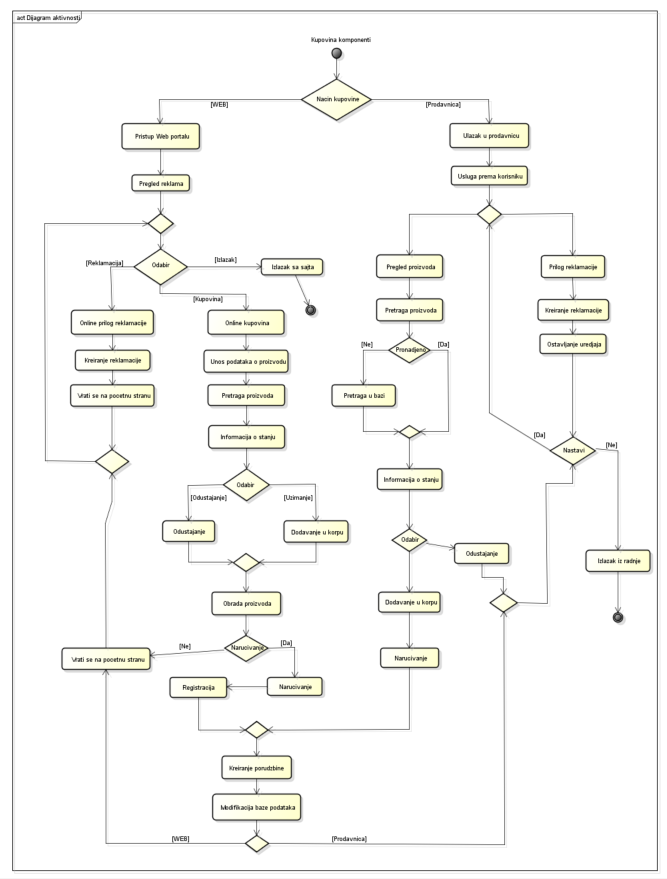 act Dijagram aktivnosti
Kupovina komponenti
Nacin kupovine
[WEB]
[Prodavnica]
Pristup Web portalu
Ulazak u prodavnicu
Pregled reklama
Usluga prema korisniku
[Reklamacija]
Odabir
[Izlazak]
Izlazak sa sajta
Pregled proizvoda
Prilog reklamacije
[Kupovina]
Online prilog reklamacije
Online kupovina
Pretraga proizvoda
Kreiranje reklamacije
[Ne]
Pronadjeno
[Da]
Ostavljanje uredjaja
Kreiranje reklamacije
Unos podataka o proizvodu
Vrati se na pocetnu stranu
Pretraga proizvoda
Pretraga u bazi
Informacija o stanju
[Da]
Nastavi
[Ne]
Informacija o stanju
Odabir
[Odustajanje]
[Uzimanje]
Odustajanje
Dodavanje u korpu
Odabir
Odustajanje
Izlazak iz radnje
Obrada proizvoda
Dodavanje u korpu
[Ne]
Narucivanje
[Da]
Vrati se na pocetnu stranu
Narucivanje
Registracija
Narucivanje
Kreiranje porudzbine
Modifikacija baze podataka
[WEB]
[Prodavnica]